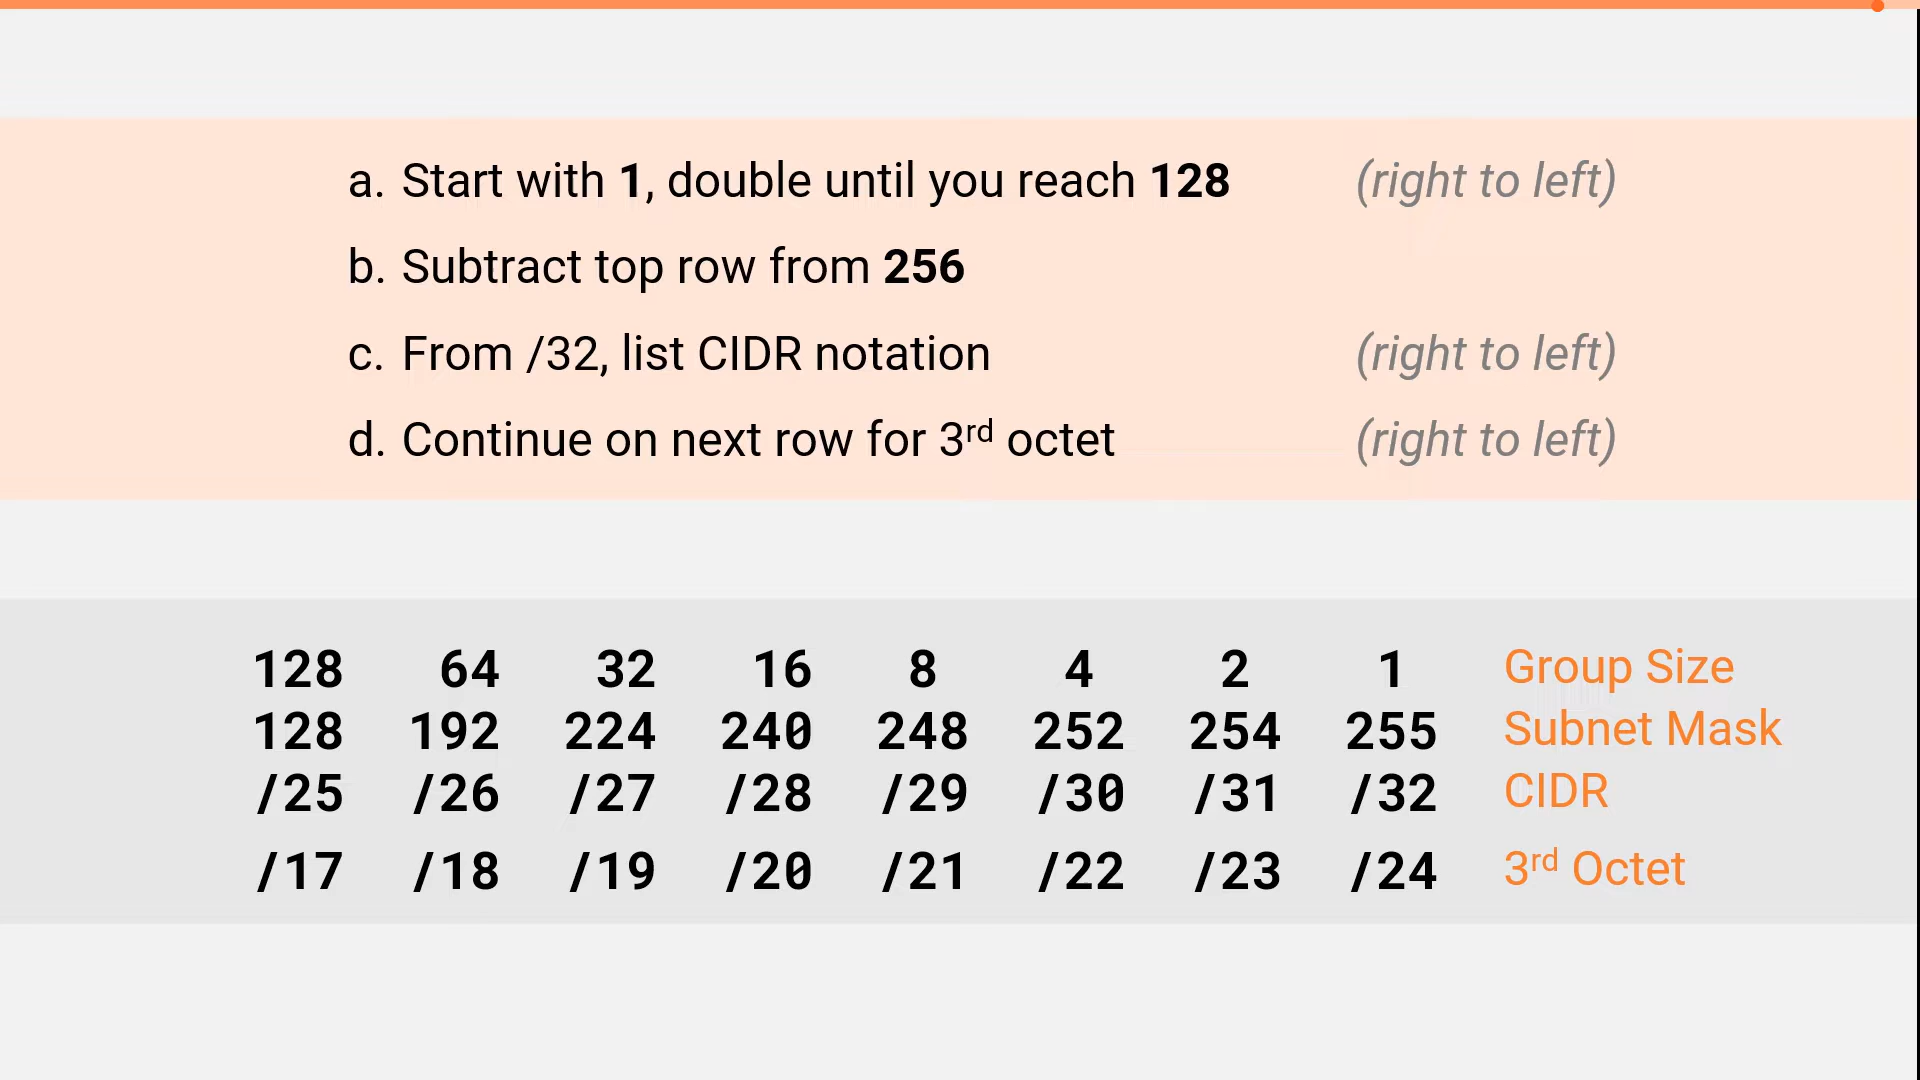 a. Start with 1, double until you reach 128 (right to left)
b. Subtract top row from 256
c. From /32, list CIDR notation (right to left)
d. Continue on next row for 3rd octet (right to left)
128 64 32 16 8 4 2 1 Group Size
128 192 224 240 248 252 254 255 Subnet Mask
/25 /26 /27 /28 /29 /30 /31 /32 CIDR
/17 /18 /19 /20 /21 /22 /23 /24 3rd Octet